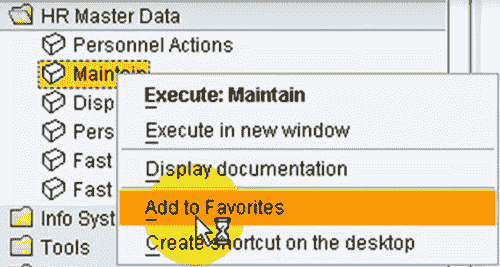 HR Master Data
Personnel Actions
Maintain
Execute: Maintain
Disp
Execute in new window
Pers
Display documentation
Fast
Fast
Add to Favorites
Info Syst
Create shortcut on the desktop
Tools